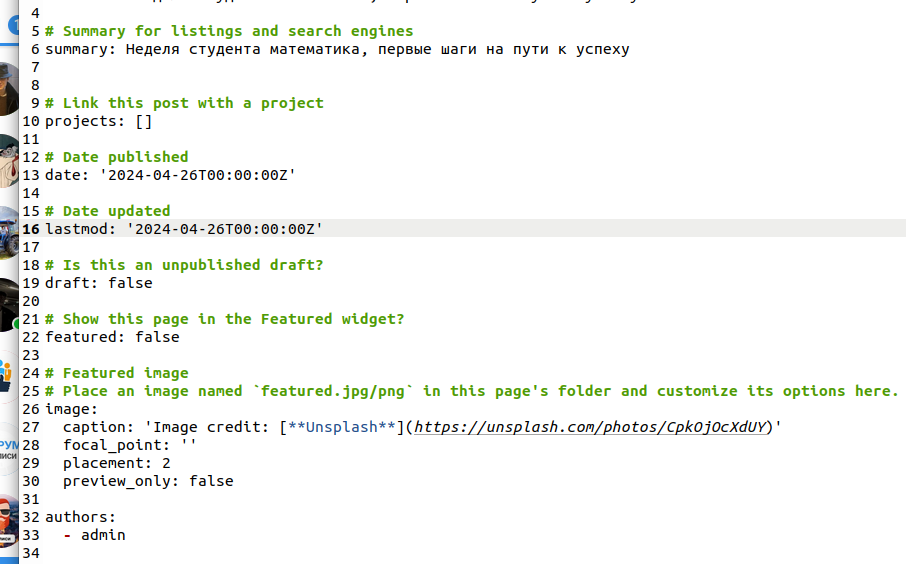 4
5 # Summary for listings and search engines
6 summary: Неделя студента математика, первые шаги на пути к успеху
7
8
9 # Link this post with a project
10 projects: []
11
12 # Date published
13 date: '2024-04-26T00:00:00Z'
14
15 # Date updated
16 lastmod: '2024-04-26T00:00:00Z'
17
18 # Is this an unpublished draft?
19 draft: false
20
21 # Show this page in the Featured widget?
22 featured: false
23
24 # Featured image
25 # Place an image named `featured.jpg/png` in this page's folder and customize its options here.
26 image:
27   caption: 'Image credit: [**Unsplash**](https://unsplash.com/photos/CpkOjOcXdUY)'
28   focal_point: ''
29   placement: 2
30   preview_only: false
31
32 authors:
33   - admin
34